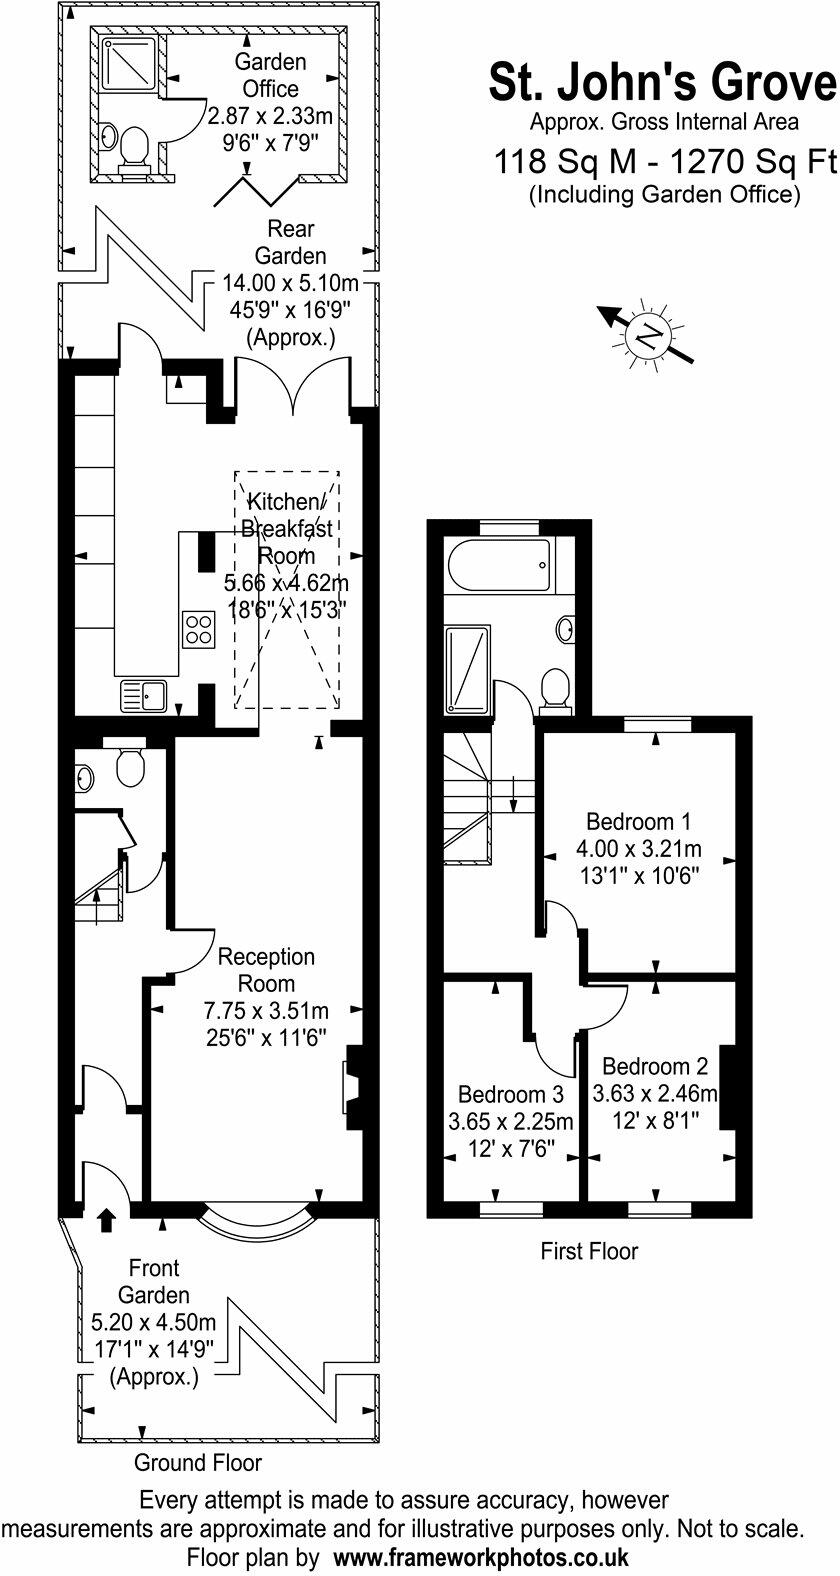 St. John's Grove
Approx. Gross Internal Area
118 Sq M - 1270 Sq Ft
(Including Garden Office)
N
Garden
Office
2.87 x 2.33m
9'6" x 7'9"
Rear
Garden
14.00 x 5.10m
45'9" x 16'9"
(Approx.)
Kitchen/
Breakfast
Room
5.66 x 4.62m
18'6" x 15'3"
Reception
Room
7.75 x 3.51m
25'6" x 11'6"
Front
Garden
5.20 x 4.50m
17'1" x 14'9"
(Approx.)
Ground Floor
Bedroom 1
4.00 x 3.21m
13'1" x 10'6"
Bedroom 2
3.63 x 2.46m
12' x 8'1"
Bedroom 3
3.65 x 2.25m
12' x 7'6"
First Floor
Every attempt is made to assure accuracy, however
measurements are approximate and for illustrative purposes only. Not to scale.
Floor plan by www.frameworkphotos.co.uk